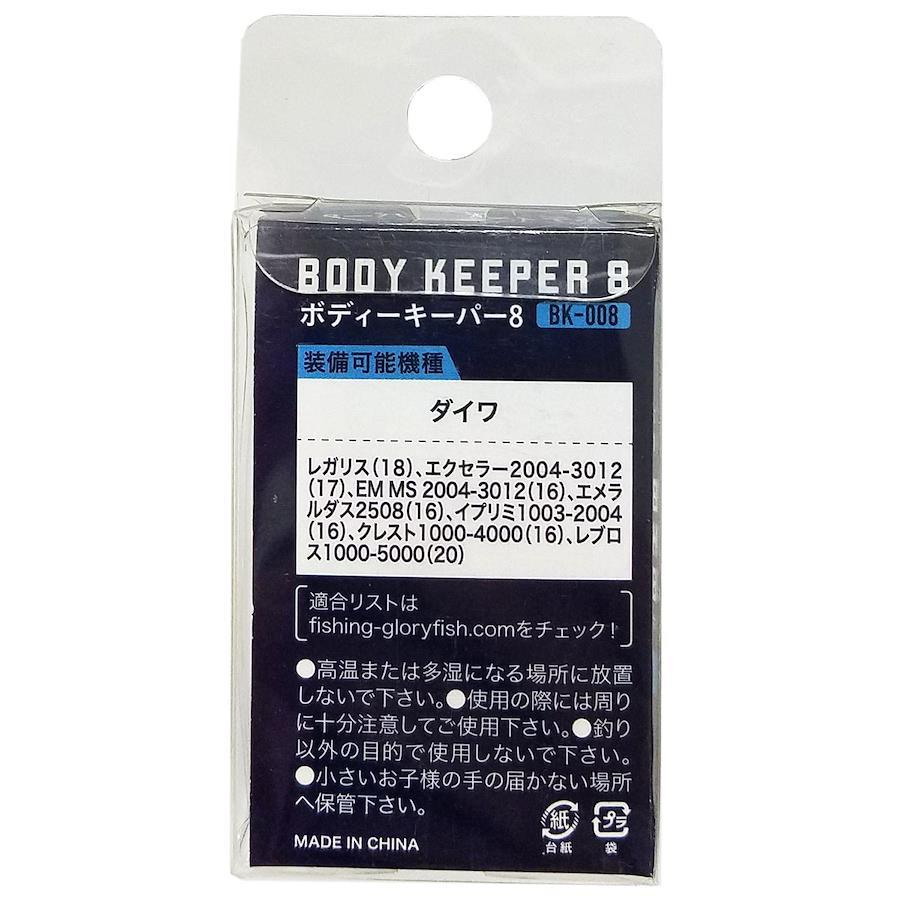 BODY KEEPER 8
ボディーキーパー8 BK-008
装備可能機種
ダイワ
レガリス(18)、エクセラー2004-3012
(17)、EM MS 2004-3012(16)、エメラ
ルダス2508(16)、イプリミ1003-2004
(16)、クレスト1000-4000(16)、レブロ
ス1000-5000(20)
適合リストは
fishing-gloryfish.comをチェック!
●高温または多湿になる場所に放置
しないで下さい。●使用の際には周り
に十分注意してご使用下さい。●釣り
以外の目的で使用しないで下さい。
●小さいお子様の手の届かない場所
へ保管下さい。
MADE IN CHINA
紙 プラ
台紙 袋